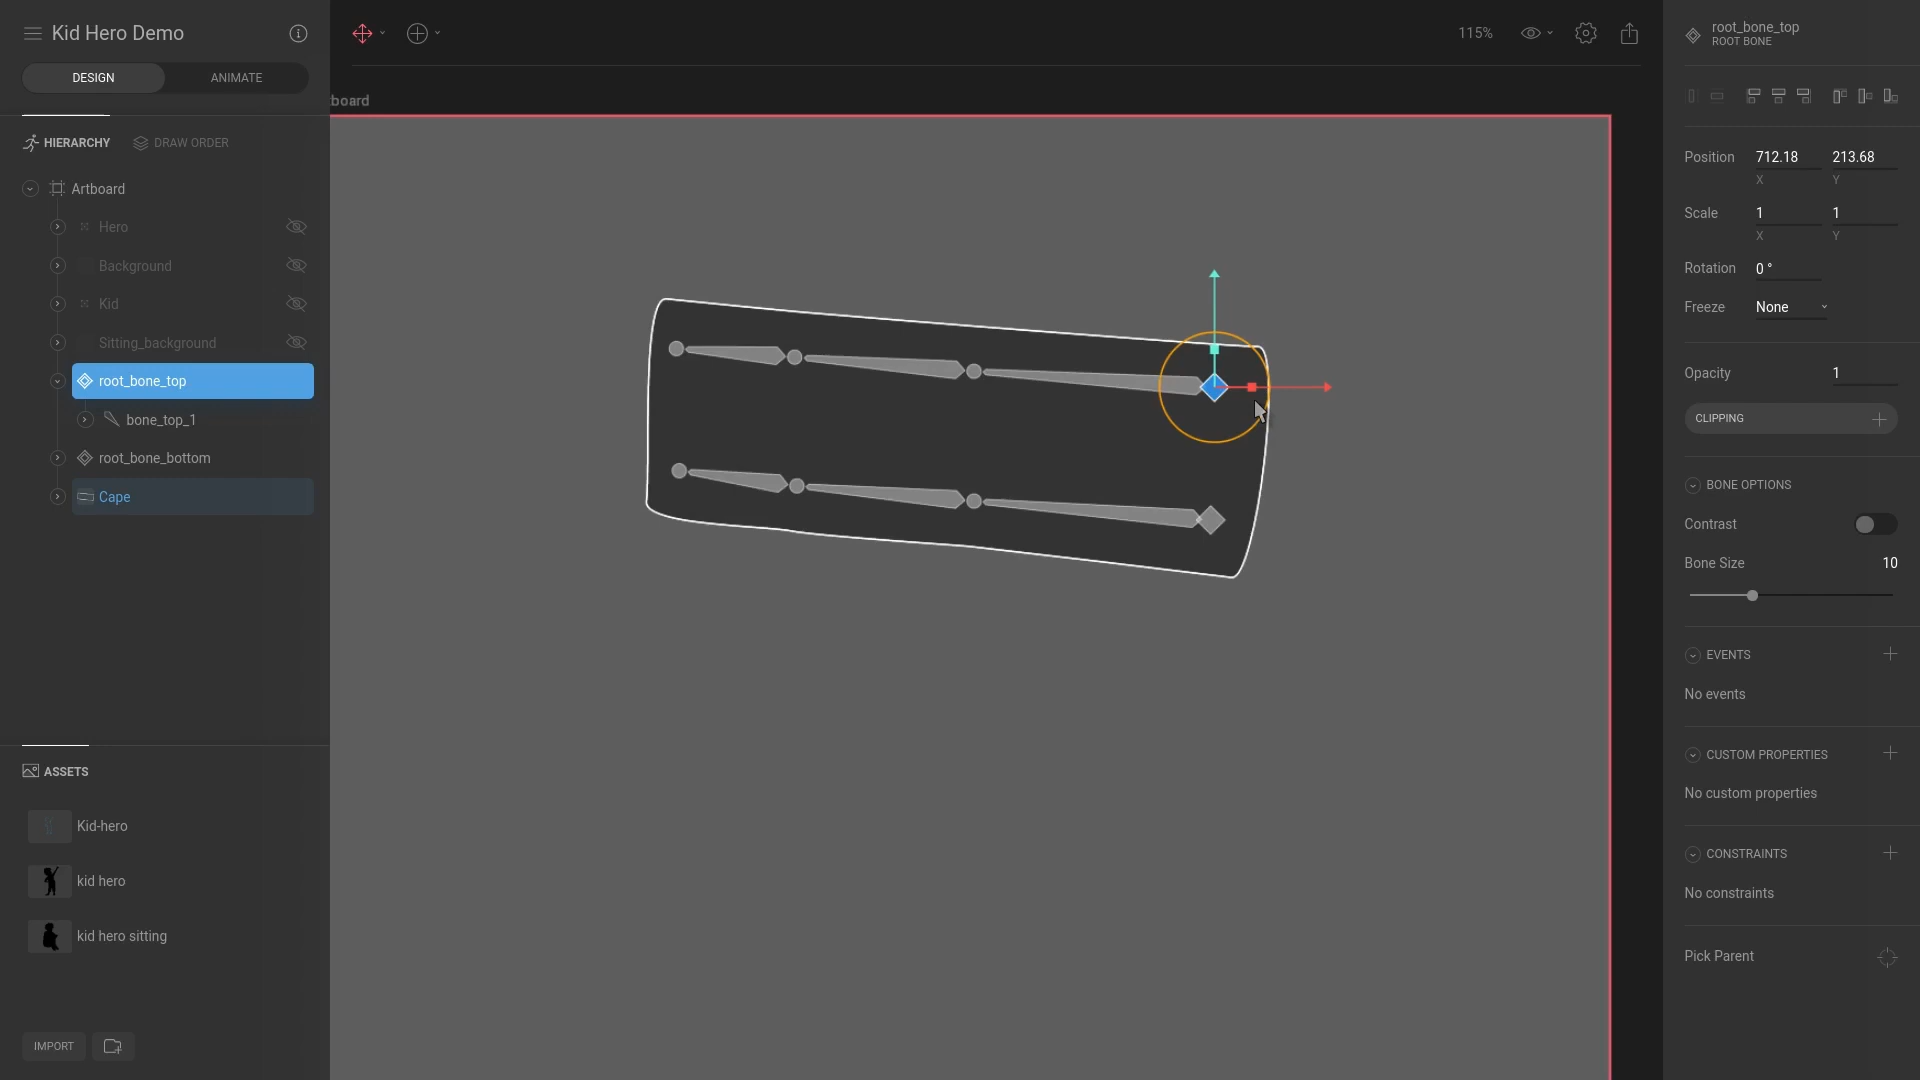 Kid Hero Demo
DESIGN
ANIMATE
HIERARCHY
DRAW ORDER
Artboard
Hero
Background
Kid
Sitting_background
root_bone_top
bone_top_1
root_bone_bottom
Cape
ASSETS
Kid-hero
kid hero
kid hero sitting
IMPORT
115%
board
root_bone_top
ROOT BONE
Position 712.18 213.68
X Y
Scale 1 1
X Y
Rotation 0 °
Freeze None
Opacity 1
CLIPPING
BONE OPTIONS
Contrast
Bone Size 10
EVENTS
No events
CUSTOM PROPERTIES
No custom properties
CONSTRAINTS
No constraints
Pick Parent